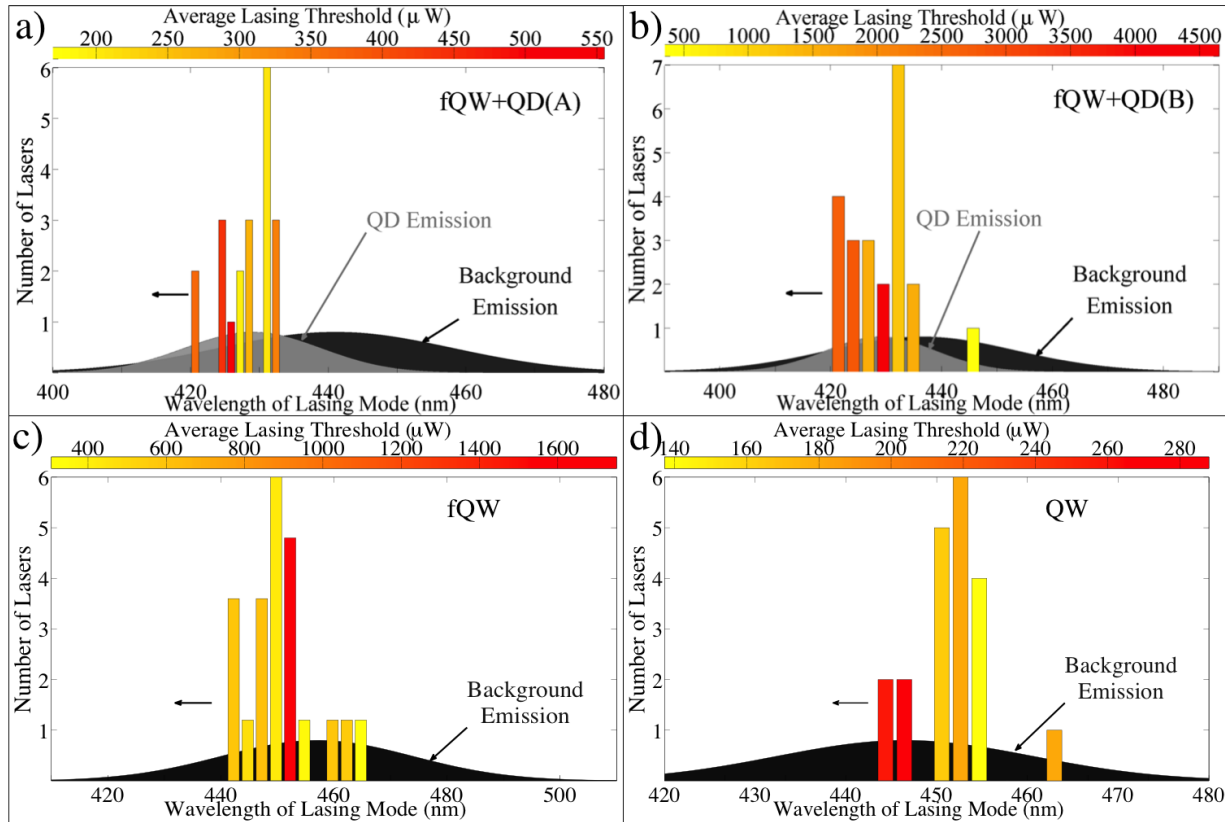 a)
Average Lasing Threshold (μ W)
200 250 300 350 400 450 500 550
fQW+QD(A)
Number of Lasers
6
5
4
3
2
1
QD Emission
Background
Emission
400 420 440 460 480
Wavelength of Lasing Mode (nm)
b)
Average Lasing Threshold (μ W)
500 1000 1500 2000 2500 3000 3500 4000 4500
fQW+QD(B)
Number of Lasers
7
6
5
4
3
2
1
QD Emission
Background
Emission
400 420 440 460 480
Wavelength of Lasing Mode (nm)
c)
Average Lasing Threshold (μW)
400 600 800 1000 1200 1400 1600
fQW
Number of Lasers
6
5
4
3
2
1
Background
Emission
420 440 460 480 500
Wavelength of Lasing Mode (nm)
d)
Average Lasing Threshold (μW)
140 160 180 200 220 240 260 280
QW
Number of Lasers
6
5
4
3
2
1
Background
Emission
420 430 440 450 460 470 480
Wavelength of Lasing Mode (nm)